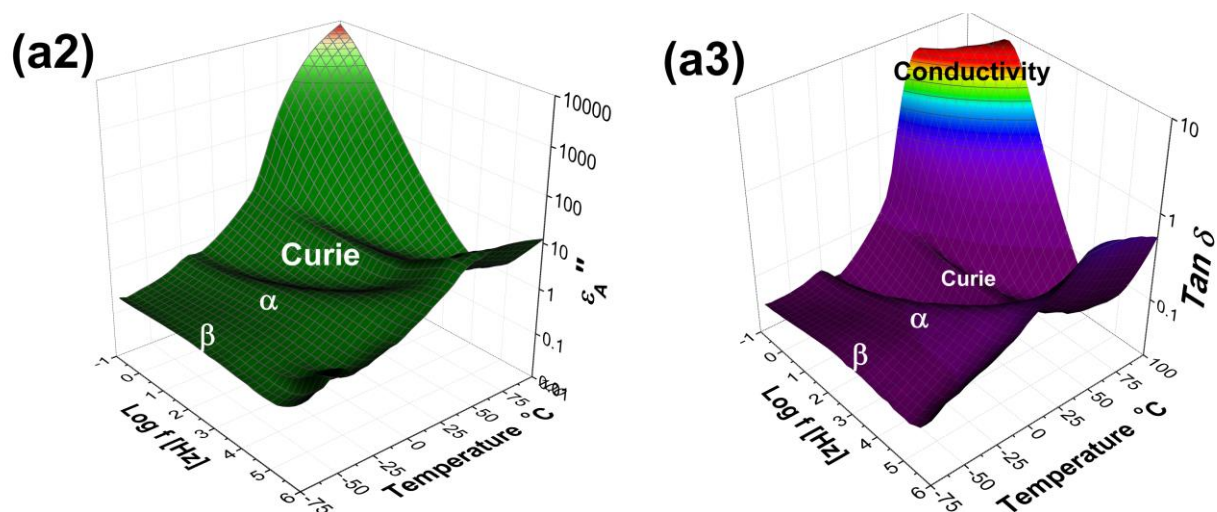 (a2)
10000
1000
100
10
1
0.1
ε_A"
Curie
α
β
-1
0
1
2
3
4
5
6
Log f [Hz]
-75
-50
-25
0
25
50
75
Temperature °C
(a3)
Conductivity
10
1
0.1
Tan δ
Curie
α
β
-1
0
1
2
3
4
5
6
Log f [Hz]
-75
-50
-25
0
25
50
75
100
Temperature °C